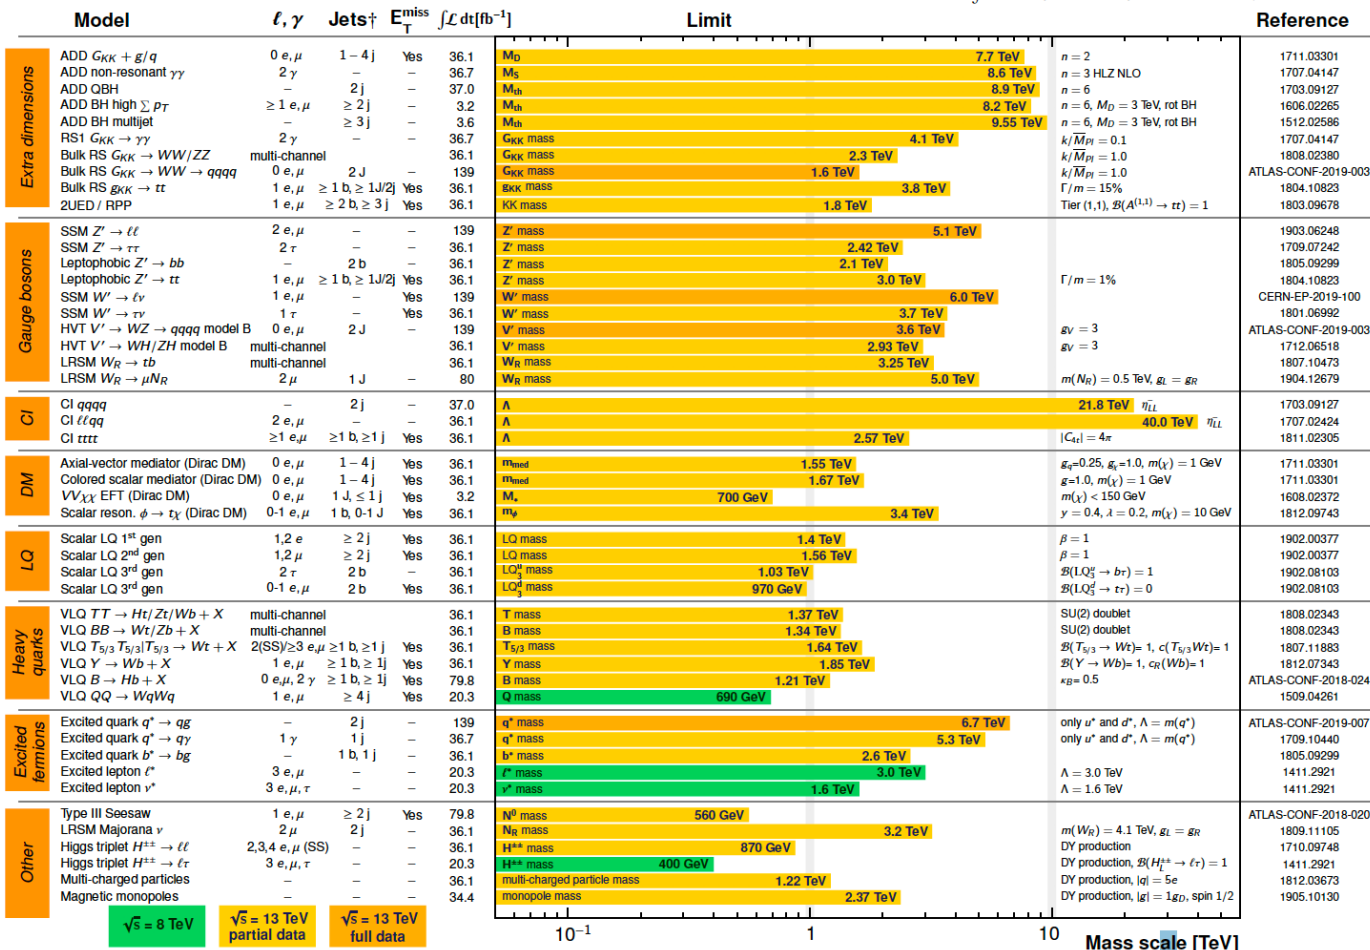 Model ℓ, γ Jets† E_T^miss ∫ℒ dt[fb⁻¹] Limit Reference
Extra dimensions
ADD G_KK + g/q 0 e, μ 1 − 4 j Yes 36.1 M_D 7.7 TeV n = 2 1711.03301
ADD non-resonant γγ 2 γ − − 36.7 M_S 8.6 TeV n = 3 HLZ NLO 1707.04147
ADD QBH − 2 j − 37.0 M_th 8.9 TeV n = 6 1703.09127
ADD BH high ∑ p_T ≥ 1 e, μ ≥ 2 j − 3.2 M_th 8.2 TeV n = 6, M_D = 3 TeV, rot BH 1606.02265
ADD BH multijet − ≥ 3 j − 3.6 M_th 9.55 TeV n = 6, M_D = 3 TeV, rot BH 1512.02586
RS1 G_KK → γγ 2 γ − − 36.7 G_KK mass 4.1 TeV k/M̅_Pl = 0.1 1707.04147
Bulk RS G_KK → WW/ZZ multi-channel 36.1 G_KK mass 2.3 TeV k/M̅_Pl = 1.0 1808.02380
Bulk RS G_KK → WW → qqqq 0 e, μ 2 J − 139 G_KK mass 1.6 TeV k/M̅_Pl = 1.0 ATLAS-CONF-2019-003
Bulk RS g_KK → tt 1 e, μ ≥ 1 b, ≥ 1J/2j Yes 36.1 g_KK mass 3.8 TeV Γ/m = 15% 1804.10823
2UED / RPP 1 e, μ ≥ 2 b, ≥ 3 j Yes 36.1 KK mass 1.8 TeV Tier (1,1), ℬ(A^(1,1) → tt) = 1 1803.09678
Gauge bosons
SSM Z′ → ℓℓ 2 e, μ − − 139 Z′ mass 5.1 TeV 1903.06248
SSM Z′ → ττ 2 τ − − 36.1 Z′ mass 2.42 TeV 1709.07242
Leptophobic Z′ → bb − 2 b − 36.1 Z′ mass 2.1 TeV 1805.09299
Leptophobic Z′ → tt 1 e, μ ≥ 1 b, ≥ 1J/2j Yes 36.1 Z′ mass 3.0 TeV Γ/m = 1% 1804.10823
SSM W′ → ℓν 1 e, μ − Yes 139 W′ mass 6.0 TeV CERN-EP-2019-100
SSM W′ → τν 1 τ − Yes 36.1 W′ mass 3.7 TeV 1801.06992
HVT V′ → WZ → qqqq model B 0 e, μ 2 J − 139 V′ mass 3.6 TeV g_V = 3 ATLAS-CONF-2019-003
HVT V′ → WH/ZH model B multi-channel 36.1 V′ mass 2.93 TeV g_V = 3 1712.06518
LRSM W_R → tb multi-channel 36.1 W_R mass 3.25 TeV 1807.10473
LRSM W_R → μN_R 2 μ 1 J − 80 W_R mass 5.0 TeV m(N_R) = 0.5 TeV, g_L = g_R 1904.12679
CI
CI qqqq − 2 j − 37.0 Λ 21.8 TeV η⁻_LL 1703.09127
CI ℓℓqq 2 e, μ − − 36.1 Λ 40.0 TeV η⁻_LL 1707.02424
CI tttt ≥1 e,μ ≥1 b, ≥1 j Yes 36.1 Λ 2.57 TeV |C_4t| = 4π 1811.02305
DM
Axial-vector mediator (Dirac DM) 0 e, μ 1 − 4 j Yes 36.1 m_med 1.55 TeV g_q=0.25, g_χ=1.0, m(χ) = 1 GeV 1711.03301
Colored scalar mediator (Dirac DM) 0 e, μ 1 − 4 j Yes 36.1 m_med 1.67 TeV g=1.0, m(χ) = 1 GeV 1711.03301
VVχχ EFT (Dirac DM) 0 e, μ 1 J, ≤ 1 j Yes 3.2 M_* 700 GeV m(χ) < 150 GeV 1608.02372
Scalar reson. φ → tχ (Dirac DM) 0-1 e, μ 1 b, 0-1 J Yes 36.1 m_φ 3.4 TeV y = 0.4, λ = 0.2, m(χ) = 10 GeV 1812.09743
LQ
Scalar LQ 1st gen 1,2 e ≥ 2 j Yes 36.1 LQ mass 1.4 TeV β = 1 1902.00377
Scalar LQ 2nd gen 1,2 μ ≥ 2 j Yes 36.1 LQ mass 1.56 TeV β = 1 1902.00377
Scalar LQ 3rd gen 2 τ 2 b − 36.1 LQ₃ᵘ mass 1.03 TeV ℬ(LQ₃ᵘ → bτ) = 1 1902.08103
Scalar LQ 3rd gen 0-1 e, μ 2 b Yes 36.1 LQ₃ᵈ mass 970 GeV ℬ(LQ₃ᵈ → tτ) = 0 1902.08103
Heavy quarks
VLQ TT → Ht/Zt/Wb + X multi-channel 36.1 T mass 1.37 TeV SU(2) doublet 1808.02343
VLQ BB → Wt/Zb + X multi-channel 36.1 B mass 1.34 TeV SU(2) doublet 1808.02343
VLQ T_5/3 T_5/3|T_5/3 → Wt + X 2(SS)/≥3 e,μ ≥1 b, ≥1 j Yes 36.1 T_5/3 mass 1.64 TeV ℬ(T_5/3 → Wt)= 1, c(T_5/3Wt)= 1 1807.11883
VLQ Y → Wb + X 1 e, μ ≥ 1 b, ≥ 1j Yes 36.1 Y mass 1.85 TeV ℬ(Y → Wb)= 1, c_R(Wb)= 1 1812.07343
VLQ B → Hb + X 0 e,μ, 2 γ ≥ 1 b, ≥ 1j Yes 79.8 B mass 1.21 TeV κ_B= 0.5 ATLAS-CONF-2018-024
VLQ QQ → WqWq 1 e, μ ≥ 4 j Yes 20.3 Q mass 690 GeV 1509.04261
Excited fermions
Excited quark q* → qg − 2 j − 139 q* mass 6.7 TeV only u* and d*, Λ = m(q*) ATLAS-CONF-2019-007
Excited quark q* → qγ 1 γ 1 j − 36.7 q* mass 5.3 TeV only u* and d*, Λ = m(q*) 1709.10440
Excited quark b* → bg − 1 b, 1 j − 36.1 b* mass 2.6 TeV 1805.09299
Excited lepton ℓ* 3 e, μ − − 20.3 ℓ* mass 3.0 TeV Λ = 3.0 TeV 1411.2921
Excited lepton ν* 3 e, μ, τ − − 20.3 ν* mass 1.6 TeV Λ = 1.6 TeV 1411.2921
Other
Type III Seesaw 1 e, μ ≥ 2 j Yes 79.8 N⁰ mass 560 GeV ATLAS-CONF-2018-020
LRSM Majorana ν 2 μ 2 j − 36.1 N_R mass 3.2 TeV m(W_R) = 4.1 TeV, g_L = g_R 1809.11105
Higgs triplet H^±± → ℓℓ 2,3,4 e, μ (SS) − − 36.1 H^±± mass 870 GeV DY production 1710.09748
Higgs triplet H^±± → ℓτ 3 e, μ, τ − − 20.3 H^±± mass 400 GeV DY production, ℬ(H_L^±± → ℓτ) = 1 1411.2921
Multi-charged particles − − − 36.1 multi-charged particle mass 1.22 TeV DY production, |q| = 5e 1812.03673
Magnetic monopoles − − − 34.4 monopole mass 2.37 TeV DY production, |g| = 1g_D, spin 1/2 1905.10130
√s = 8 TeV √s = 13 TeV partial data √s = 13 TeV full data
10⁻¹ 1 10
Mass scale [TeV]